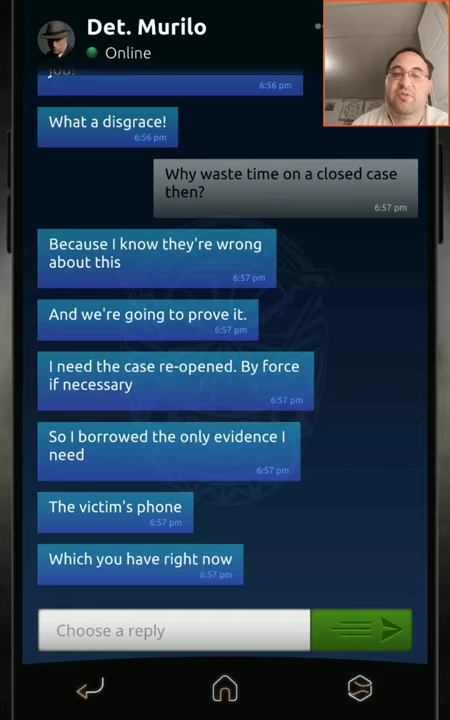 Det. Murilo
Online
job!
6:56 pm
What a disgrace!
6:56 pm
Why waste time on a closed case
then?
6:57 pm
Because I know they're wrong
about this
6:57 pm
And we're going to prove it.
6:57 pm
I need the case re-opened. By force
if necessary
6:57 pm
So I borrowed the only evidence I
need
6:57 pm
The victim's phone
6:57 pm
Which you have right now
6:57 pm
Choose a reply